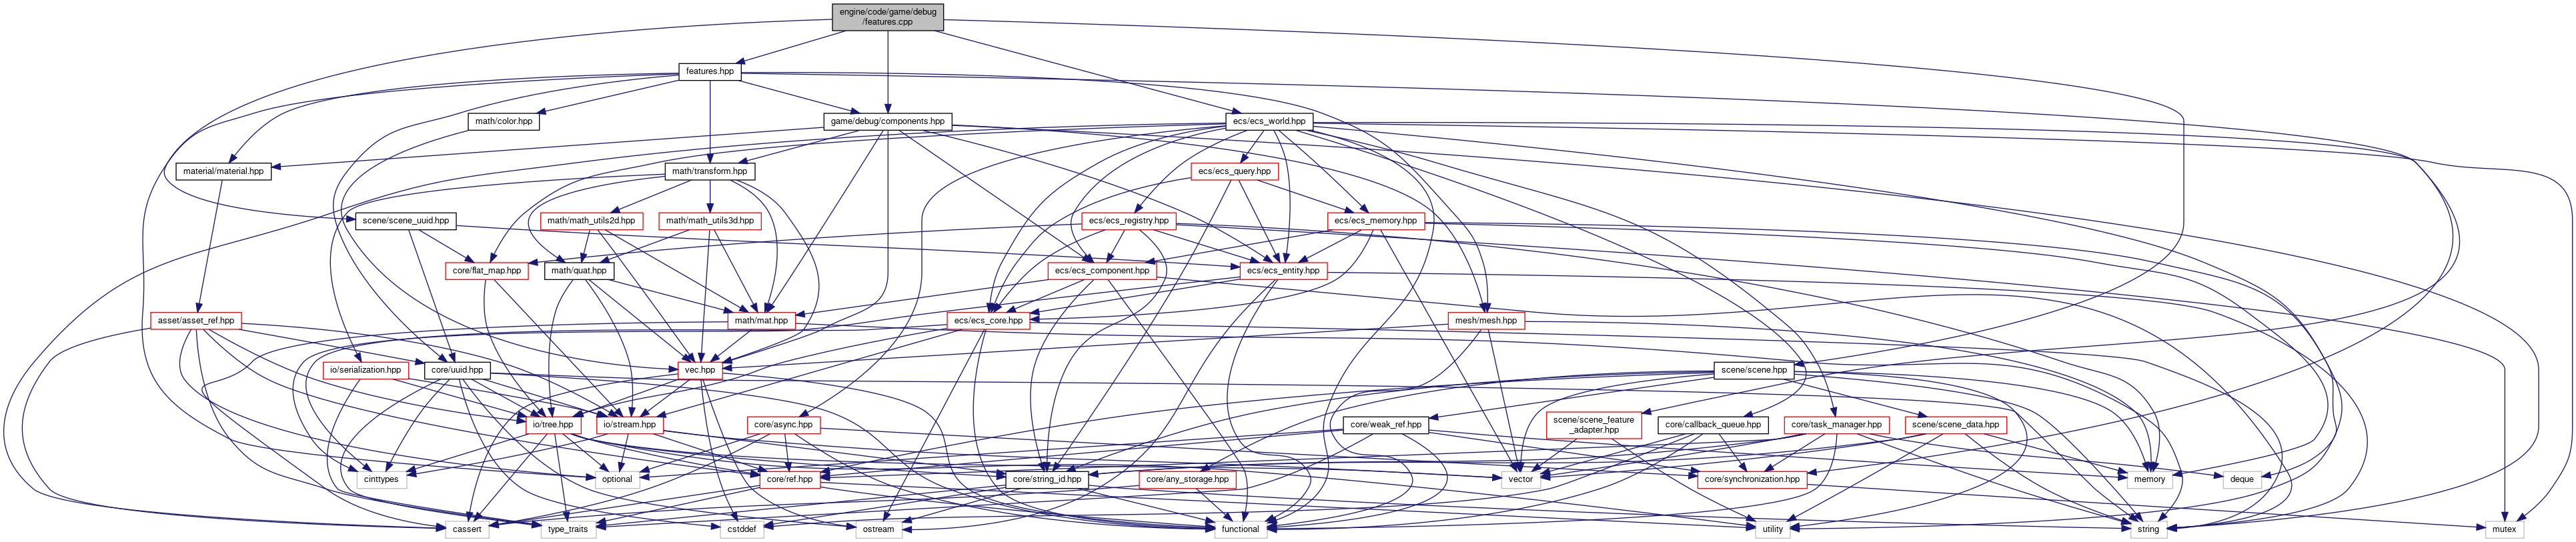 engine/code/game/debug
/features.cpp
features.hpp
math/color.hpp
game/debug/components.hpp
ecs/ecs_world.hpp
material/material.hpp
math/transform.hpp
ecs/ecs_query.hpp
scene/scene_uuid.hpp
math/math_utils2d.hpp
math/math_utils3d.hpp
ecs/ecs_registry.hpp
ecs/ecs_memory.hpp
core/flat_map.hpp
math/quat.hpp
ecs/ecs_component.hpp
ecs/ecs_entity.hpp
asset/asset_ref.hpp
math/mat.hpp
ecs/ecs_core.hpp
mesh/mesh.hpp
io/serialization.hpp
core/uuid.hpp
vec.hpp
scene/scene.hpp
io/tree.hpp
io/stream.hpp
core/async.hpp
core/weak_ref.hpp
scene/scene_feature
_adapter.hpp
core/callback_queue.hpp
core/task_manager.hpp
scene/scene_data.hpp
cinttypes
optional
core/ref.hpp
core/string_id.hpp
core/any_storage.hpp
vector
core/synchronization.hpp
memory
deque
cassert
type_traits
cstddef
ostream
functional
utility
string
mutex